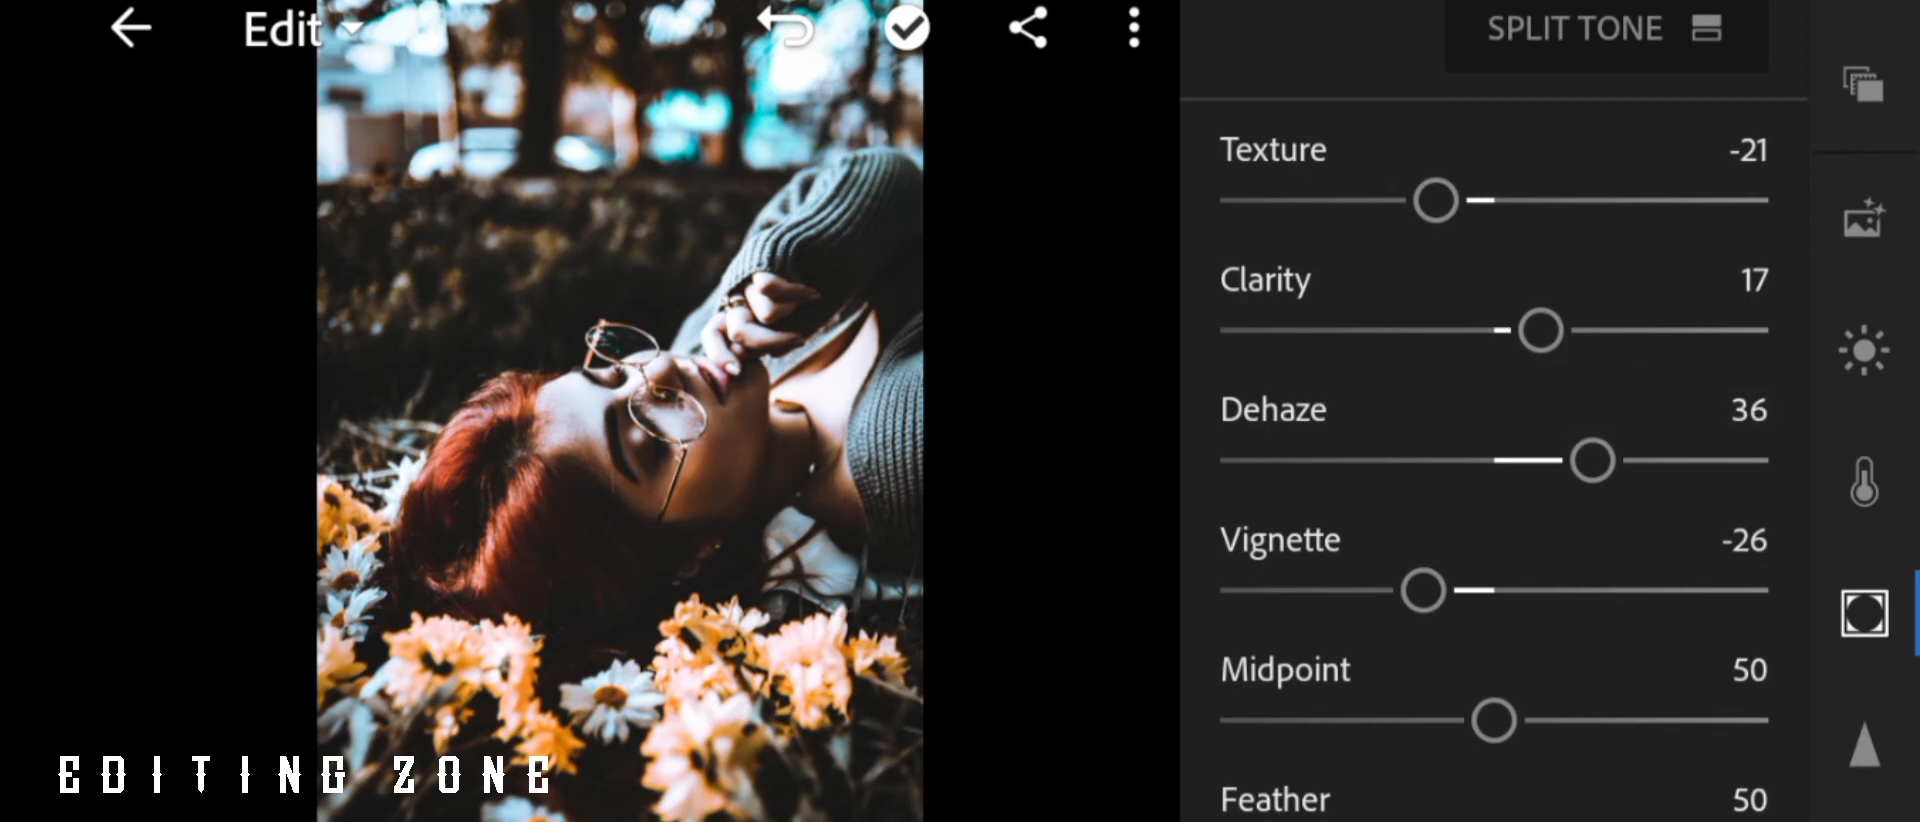 Edit
SPLIT TONE
Texture -21
Clarity 17
Dehaze 36
Vignette -26
Midpoint 50
Feather 50
EDITING ZONE